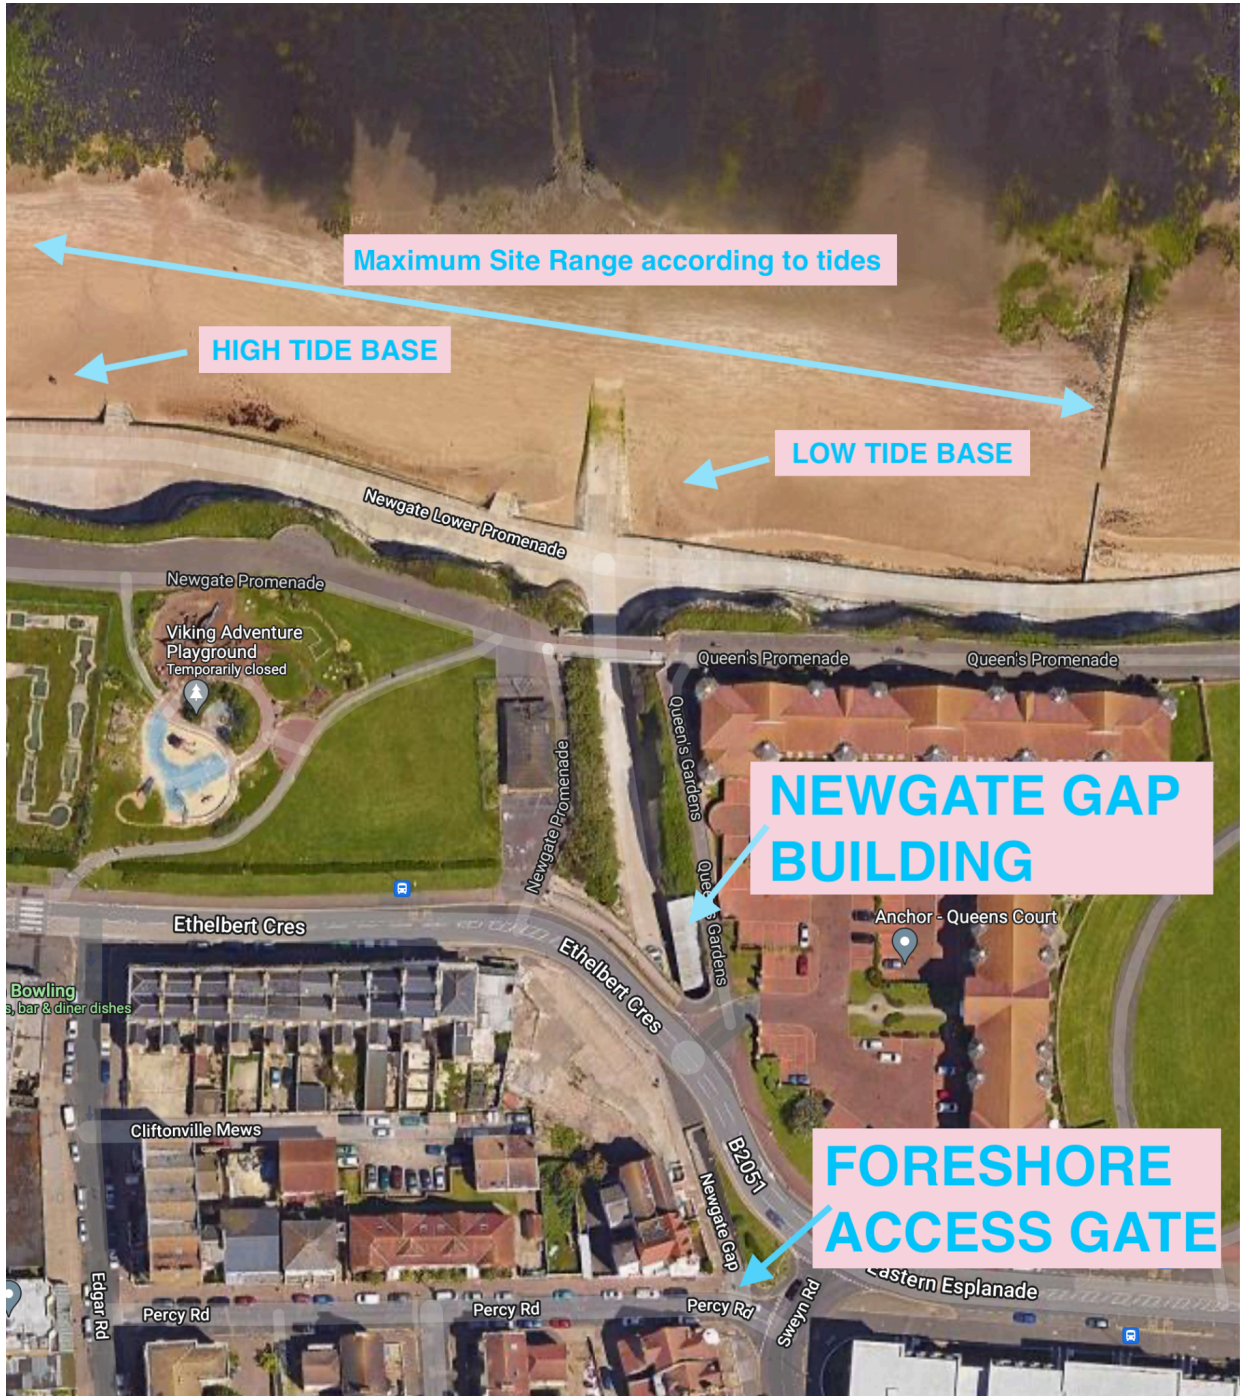 Maximum Site Range according to tides
HIGH TIDE BASE
LOW TIDE BASE
Newgate Lower Promenade
Newgate Promenade
Viking Adventure
Playground
Temporarily closed
Queen's Promenade
Queen's Promenade
Queen's Gardens
Newgate Promenade
NEWGATE GAP
BUILDING
Queen's Gardens
Anchor - Queens Court
Ethelbert Cres
Ethelbert Cres
Bowling
s, bar & diner dishes
Cliftonville Mews
B2051
FORESHORE
ACCESS GATE
Newgate Gap
Eastern Esplanade
Edgar Rd
Percy Rd
Percy Rd
Percy Rd
Sweyn Rd